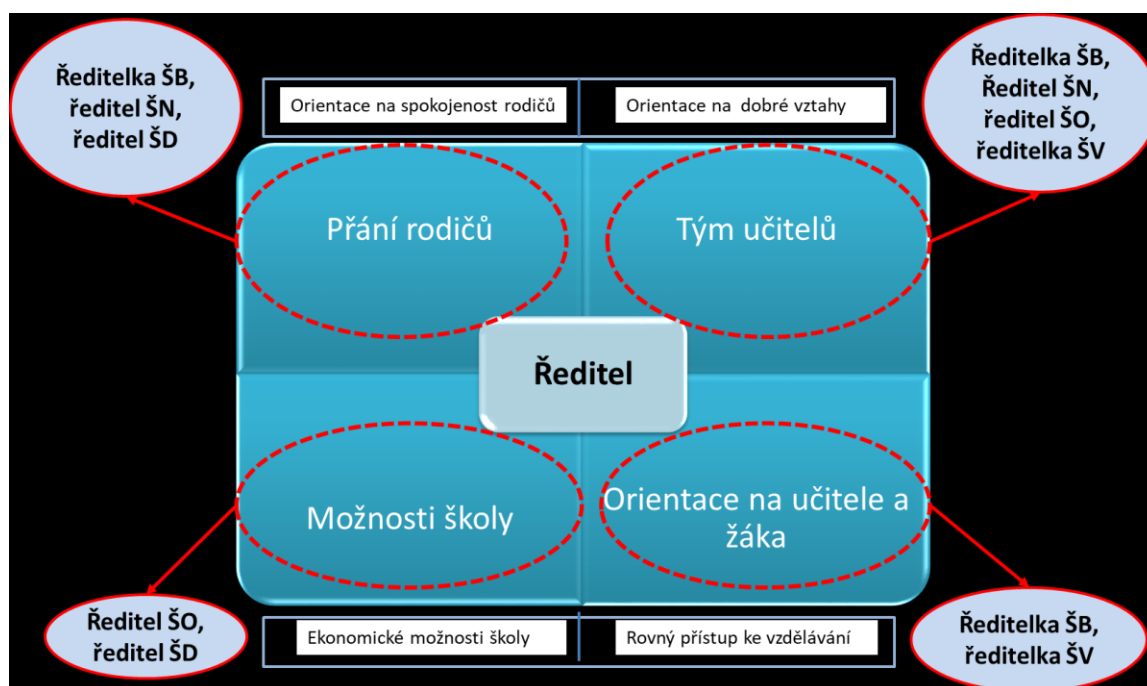 Ředitelka ŠB,
ředitel ŠN,
ředitel ŠD
Orientace na spokojenost rodičů
Orientace na  dobré vztahy
Ředitelka ŠB,
Ředitel ŠN,
ředitel ŠO,
ředitelka ŠV
Přání rodičů
Tým učitelů
Ředitel
Možnosti školy
Orientace na učitele a
žáka
Ředitel ŠO,
ředitel ŠD
Ekonomické možnosti školy
Rovný přístup ke vzdělávání
Ředitelka ŠB,
ředitelka ŠV